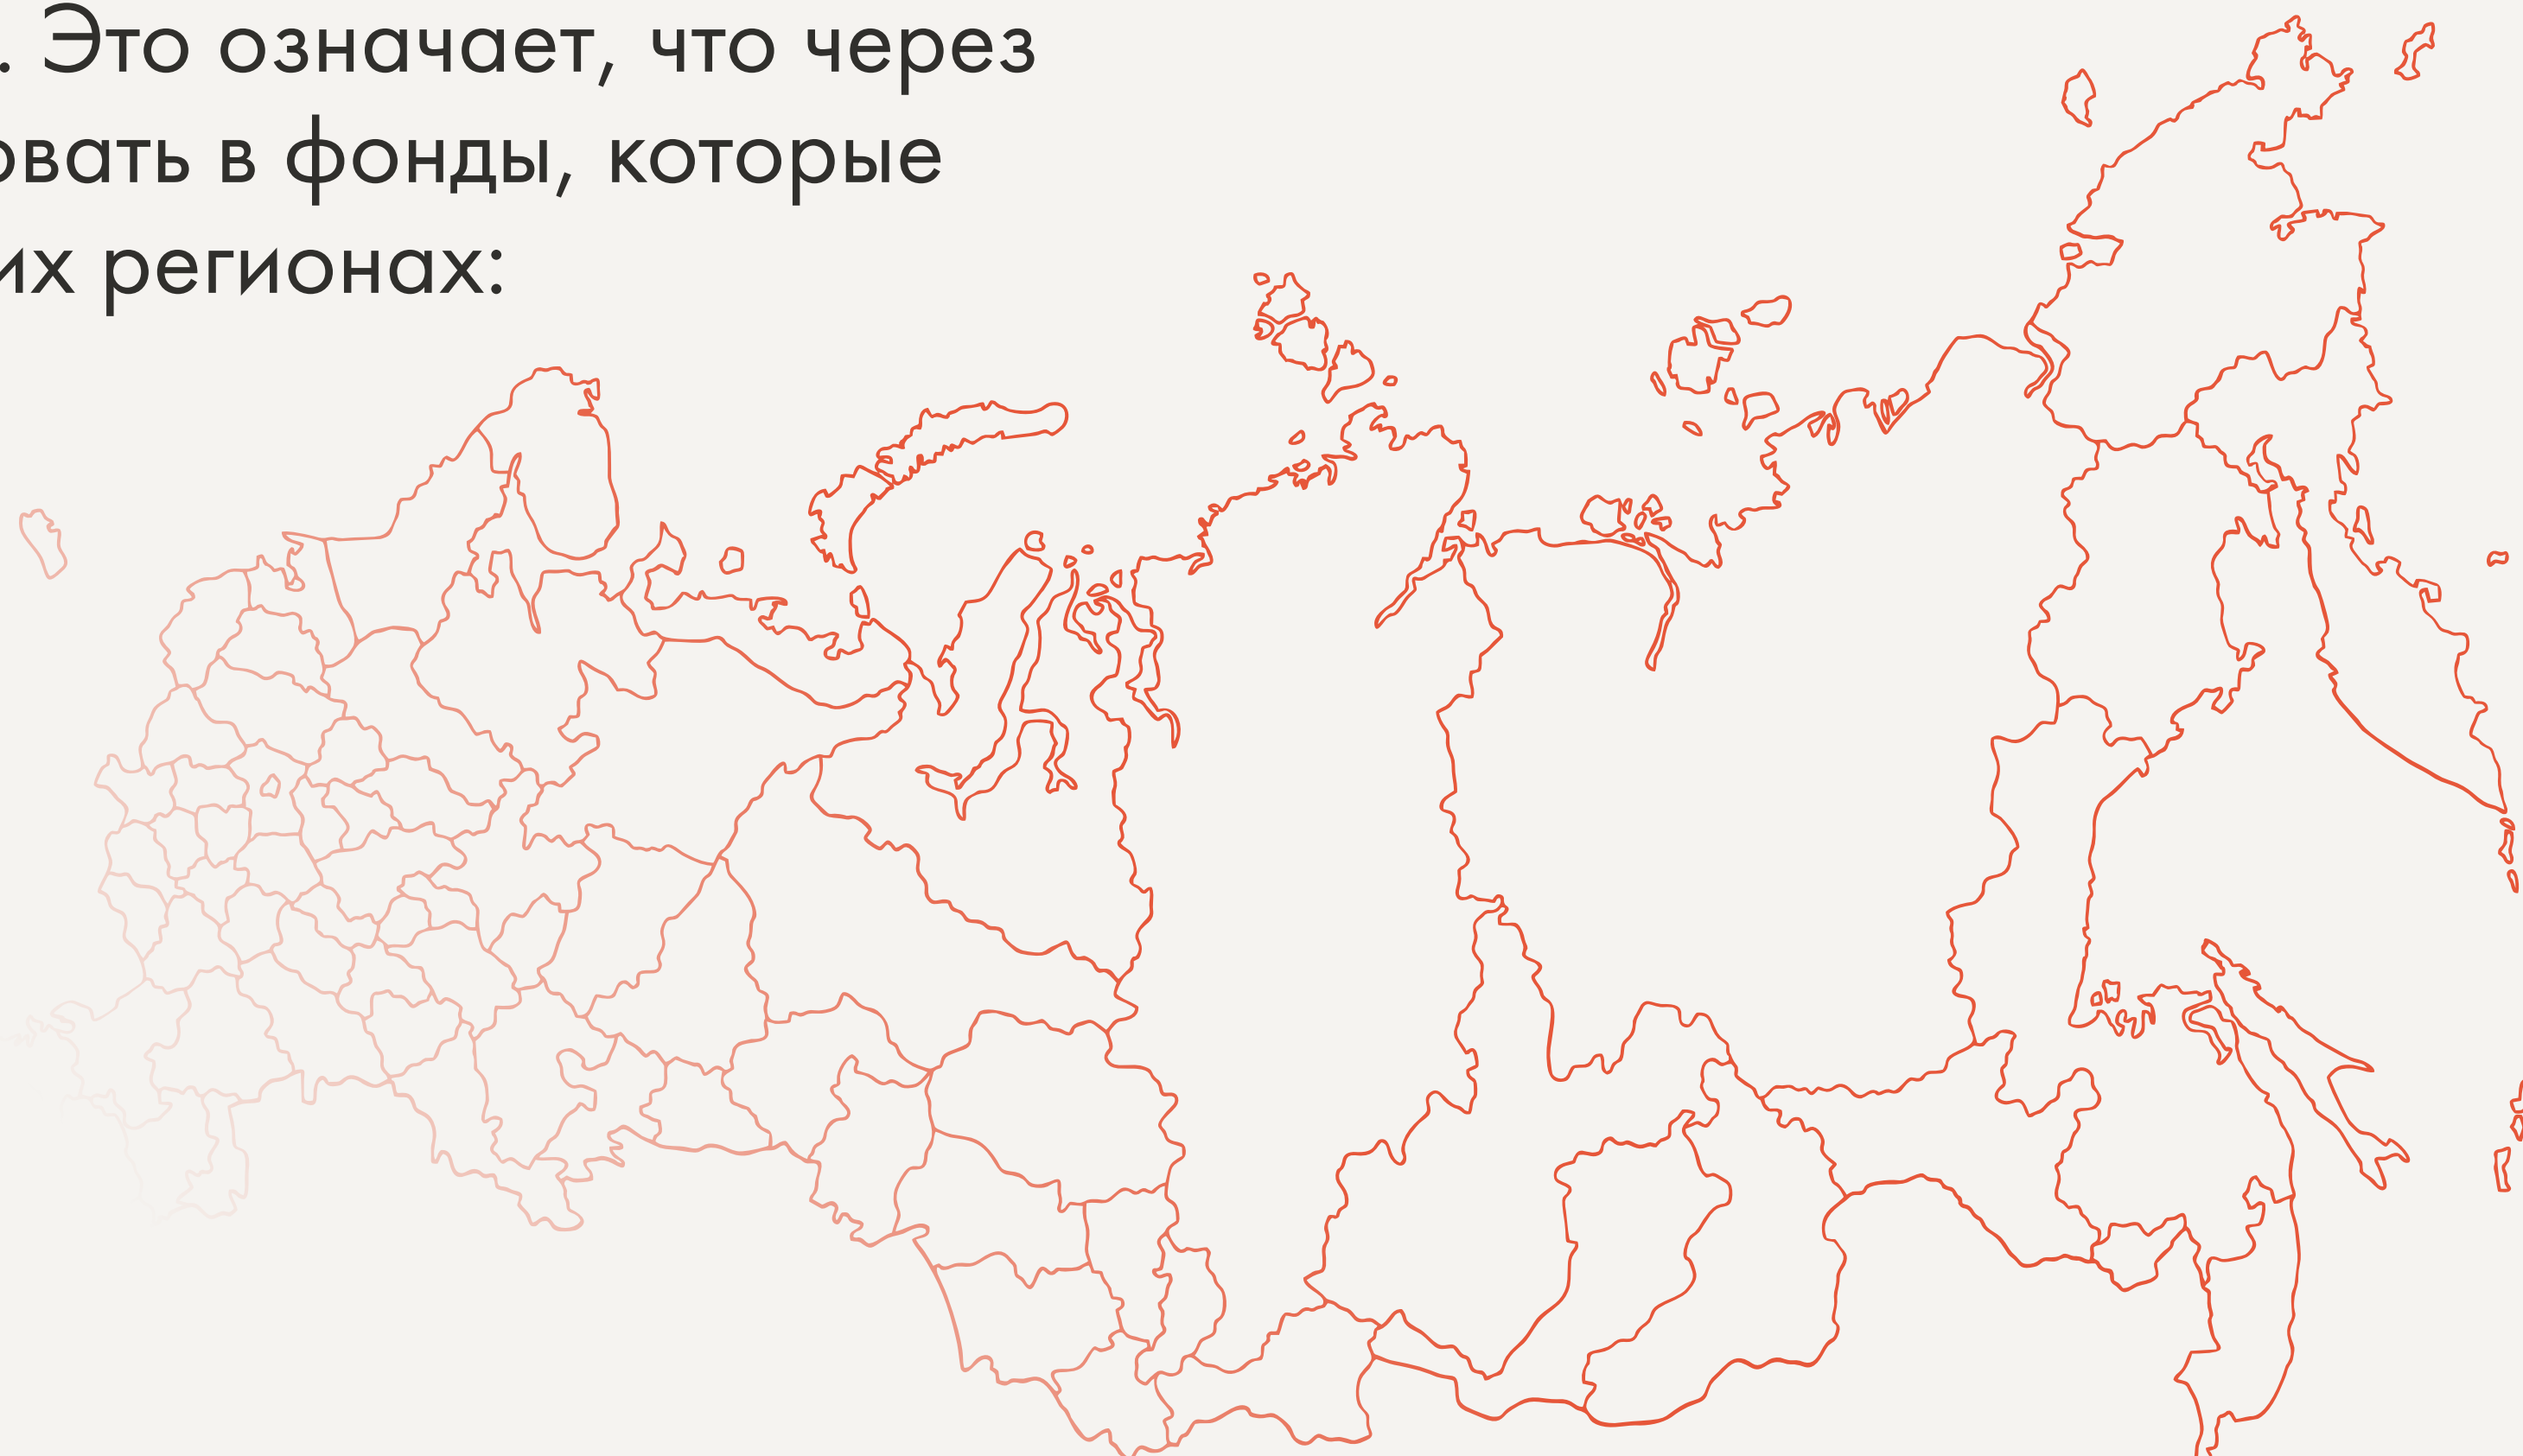 . Это означает, что через
овать в фонды, которые
их регионах: